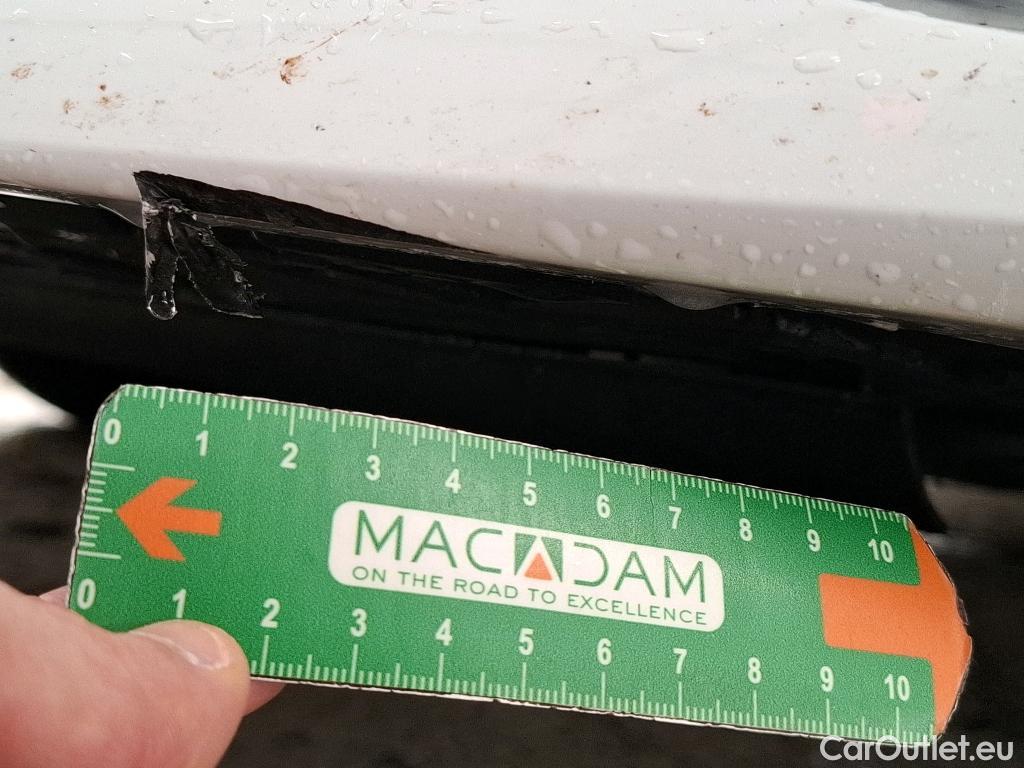 0 1 2 3 4 5 6 7 8 9 10
MACADAM
ON THE ROAD TO EXCELLENCE
0 1 2 3 4 5 6 7 8 9 10
CarOutlet.eu